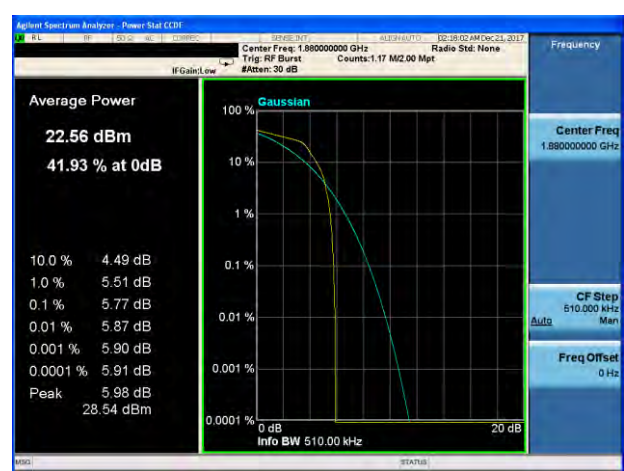 Agilent Spectrum Analyzer - Power Stat CCDF
RL RF 50 Ω AC CORREC SENSE:INT ALIGNAUTO 02:18:02 AM Dec 21, 2017
Center Freq: 1.880000000 GHz Radio Std: None
Trig: RF Burst Counts:1.17 M/2.00 Mpt
IFGain:Low #Atten: 30 dB
Frequency
Average Power
22.56 dBm
41.93 % at 0dB
10.0 % 4.49 dB
1.0 % 5.51 dB
0.1 % 5.77 dB
0.01 % 5.87 dB
0.001 % 5.90 dB
0.0001 % 5.91 dB
Peak 5.98 dB
28.54 dBm
100 % Gaussian
10 %
1 %
0.1 %
0.01 %
0.001 %
0.0001 %
0 dB 20 dB
Info BW 510.00 kHz
Center Freq
1.880000000 GHz
CF Step
510.000 kHz
Auto Man
Freq Offset
0 Hz
MSG STATUS